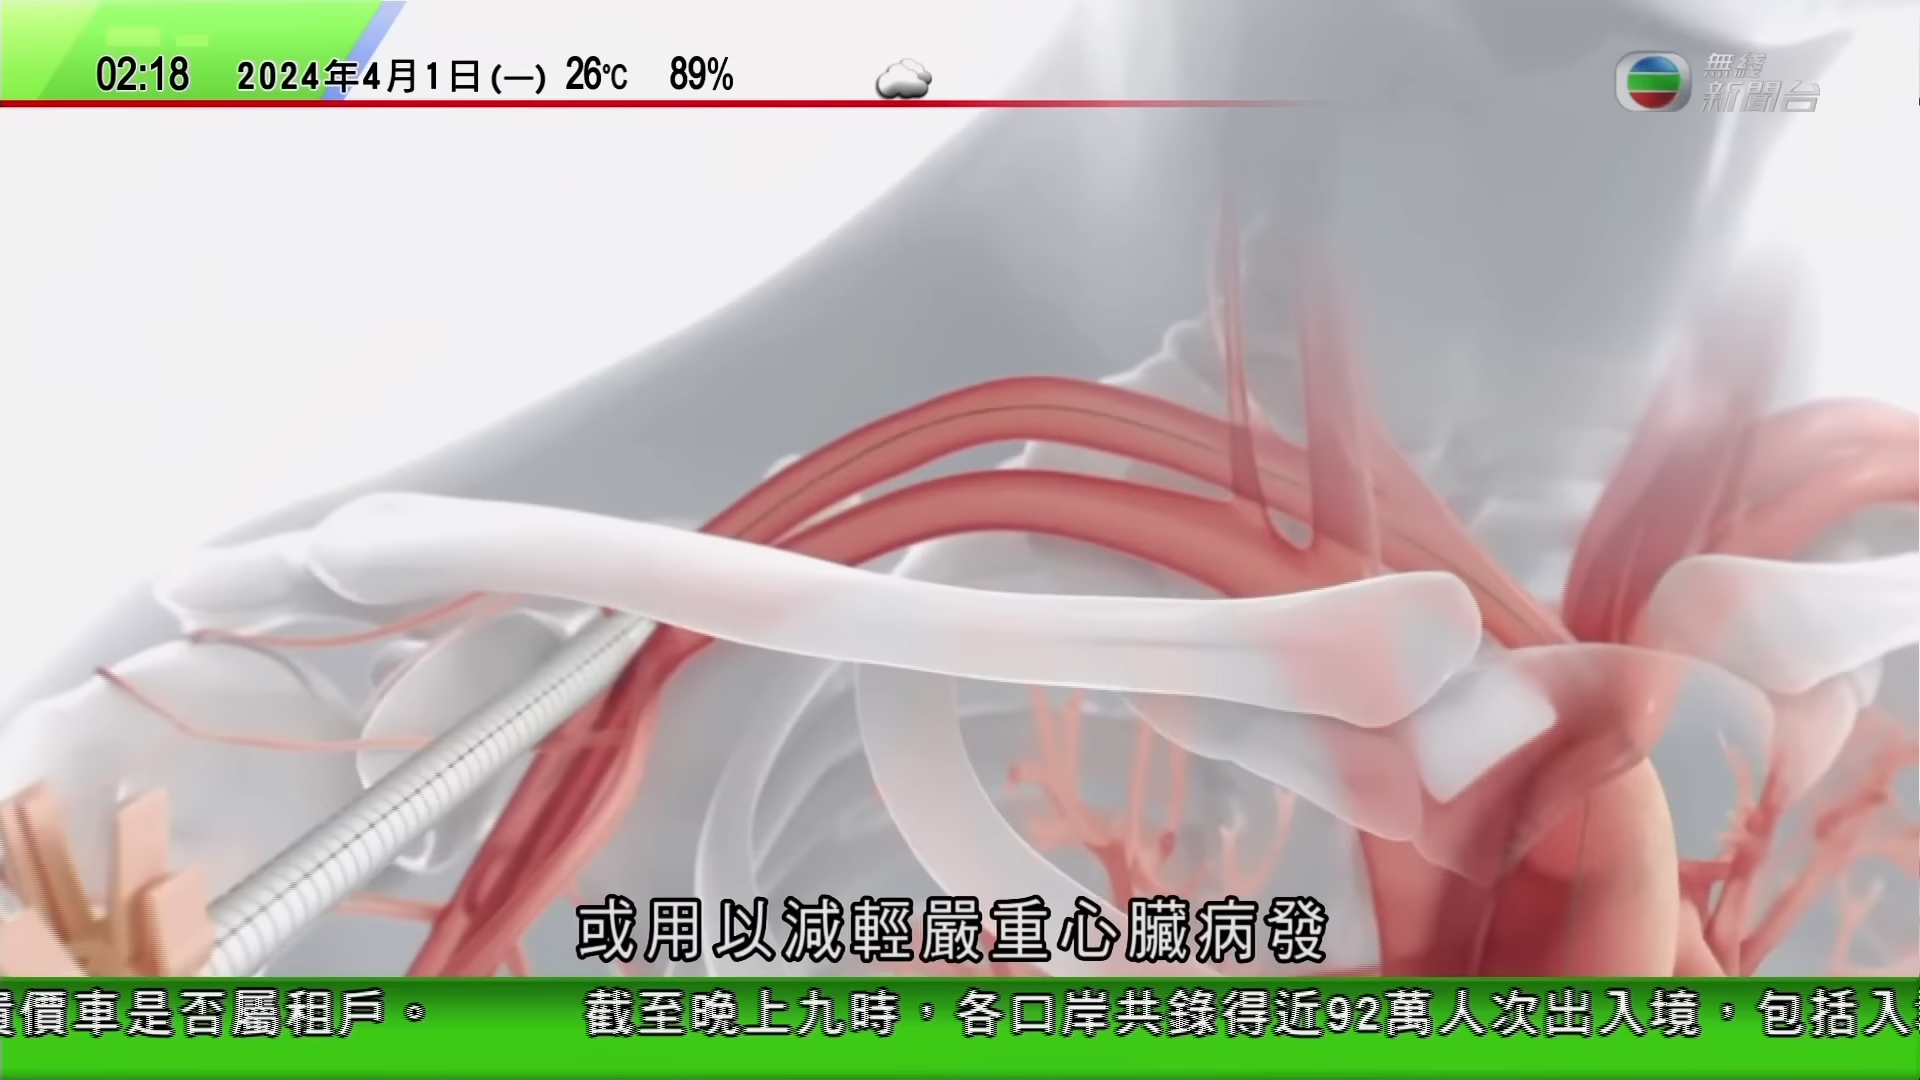 02:18 2024年4月1日(一) 26℃ 89%
無綫
新聞台
或用以減輕嚴重心臟病發
價車是否屬租戶。 截至晚上九時，各口岸共錄得近92萬人次出入境，包括入